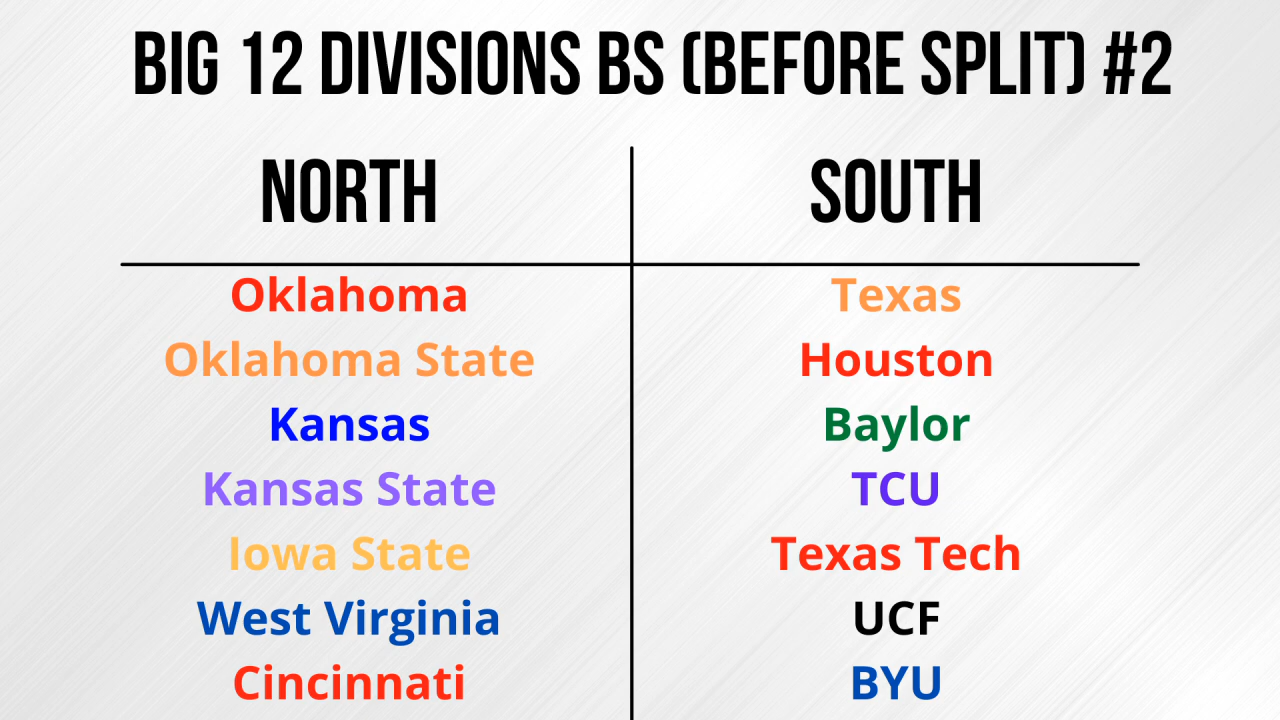 BIG 12 DIVISIONS BS (BEFORE SPLIT) #2
NORTH
Oklahoma
Oklahoma State
Kansas
Kansas State
Iowa State
West Virginia
Cincinnati
SOUTH
Texas
Houston
Baylor
TCU
Texas Tech
UCF
BYU